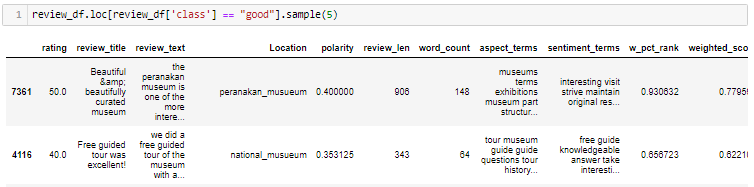 1 review_df.loc[review_df['class'] == "good"].sample(5)
rating review_title review_text Location polarity review_len word_count aspect_terms sentiment_terms w_pct_rank weighted_sco
7361 50.0 Beautiful &amp; beautifully curated museum the peranakan museum is one of the more intere... peranakan_musueum 0.400000 906 148 museums terms exhibitions museum part structur... interesting visit strive maintain original res... 0.930632 0.7795
4116 40.0 Free guided tour was excellent! we did a free guided tour of the museum with a... national_musueum 0.353125 343 64 tour museum guide guide questions tour history... free guide knowledgeable answer take interesti... 0.656723 0.6221